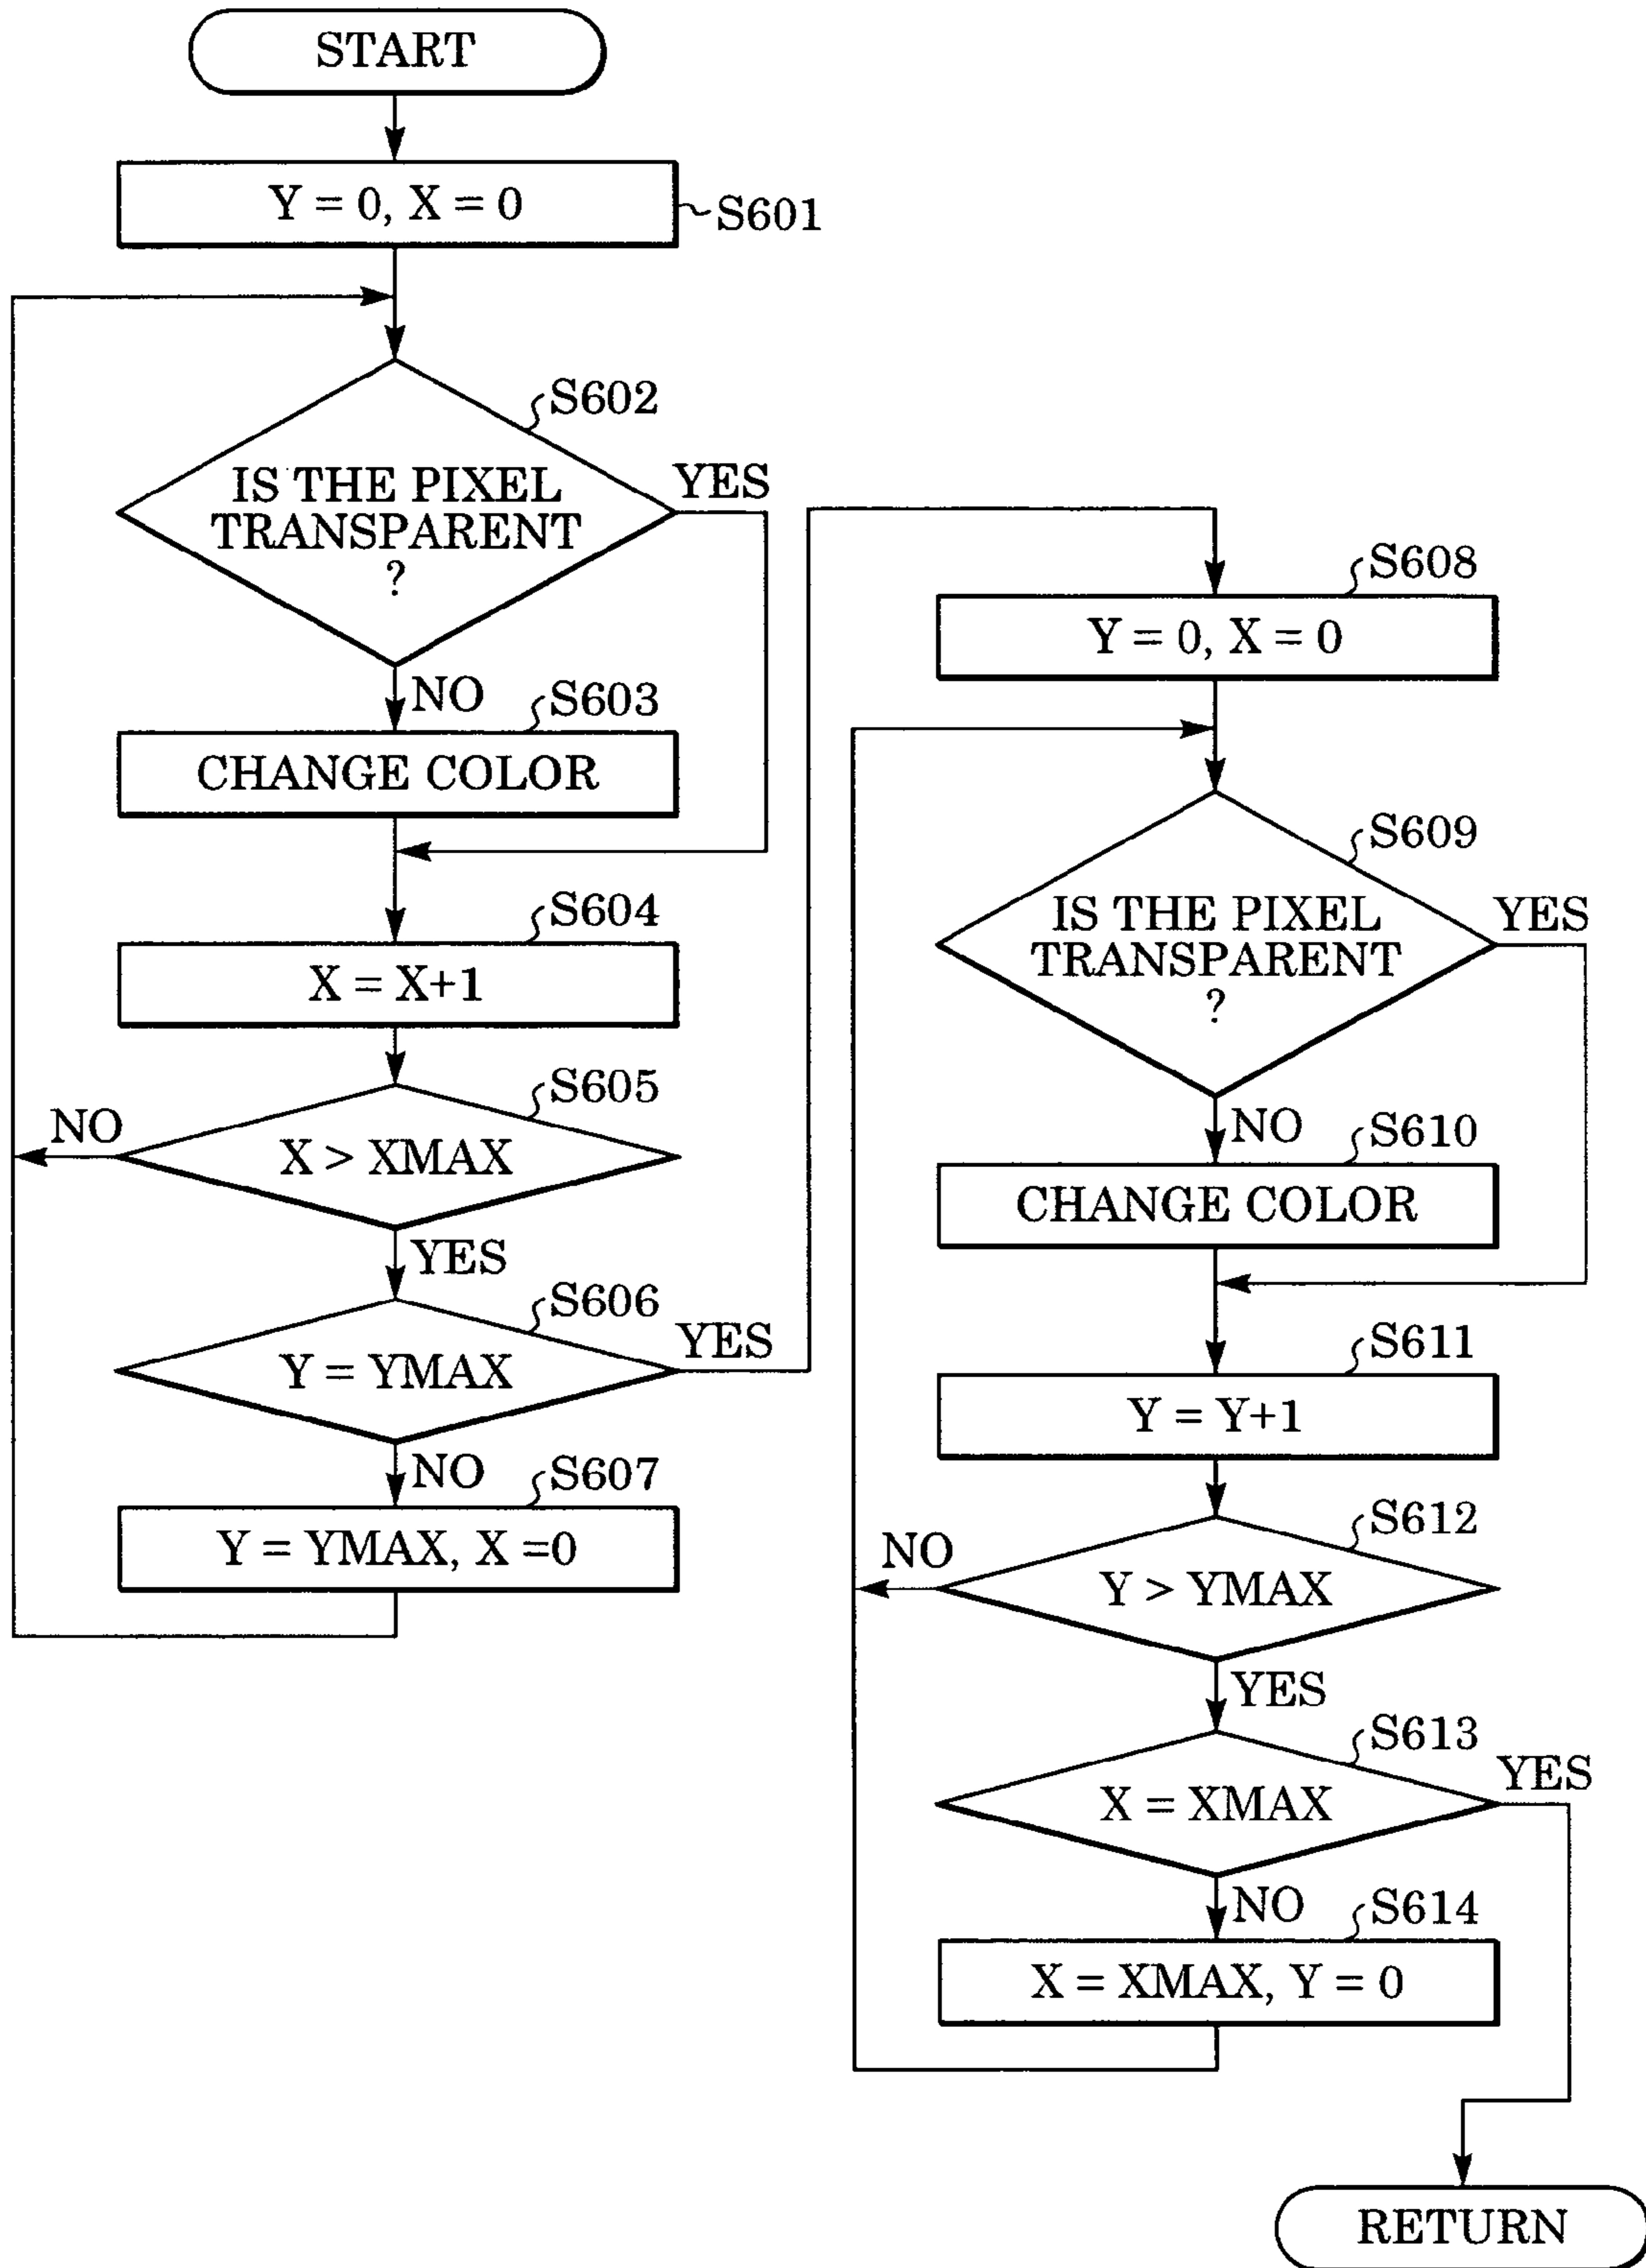 START
Y = 0, X = 0
S601
S602
IS THE PIXEL
TRANSPARENT
?
YES
NO
S603
CHANGE COLOR
S604
X = X+1
S605
NO
X > XMAX
YES
S606
Y = YMAX
YES
NO
S607
Y = YMAX, X =0
S608
Y = 0, X = 0
S609
IS THE PIXEL
TRANSPARENT
?
YES
NO
S610
CHANGE COLOR
S611
Y = Y+1
S612
NO
Y > YMAX
YES
S613
X = XMAX
YES
NO
S614
X = XMAX, Y = 0
RETURN